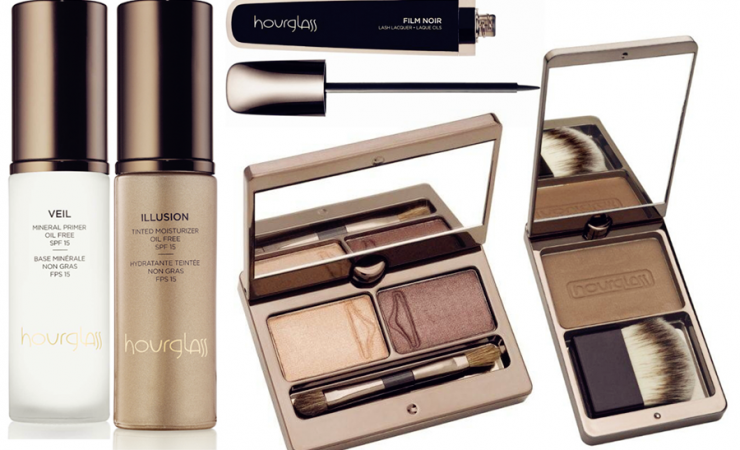 VEIL
MINERAL PRIMER
OIL FREE
SPF 15
BASE MINÉRALE
NON GRAS
FPS 15
hourglass
ILLUSION
TINTED MOISTURIZER
OIL FREE
SPF 15
HYDRATANTE TEINTÉE
NON GRAS
FPS 15
hourglass
hourglass
FILM NOIR
LASH LACQUER • LAQUE CILS
hourglass